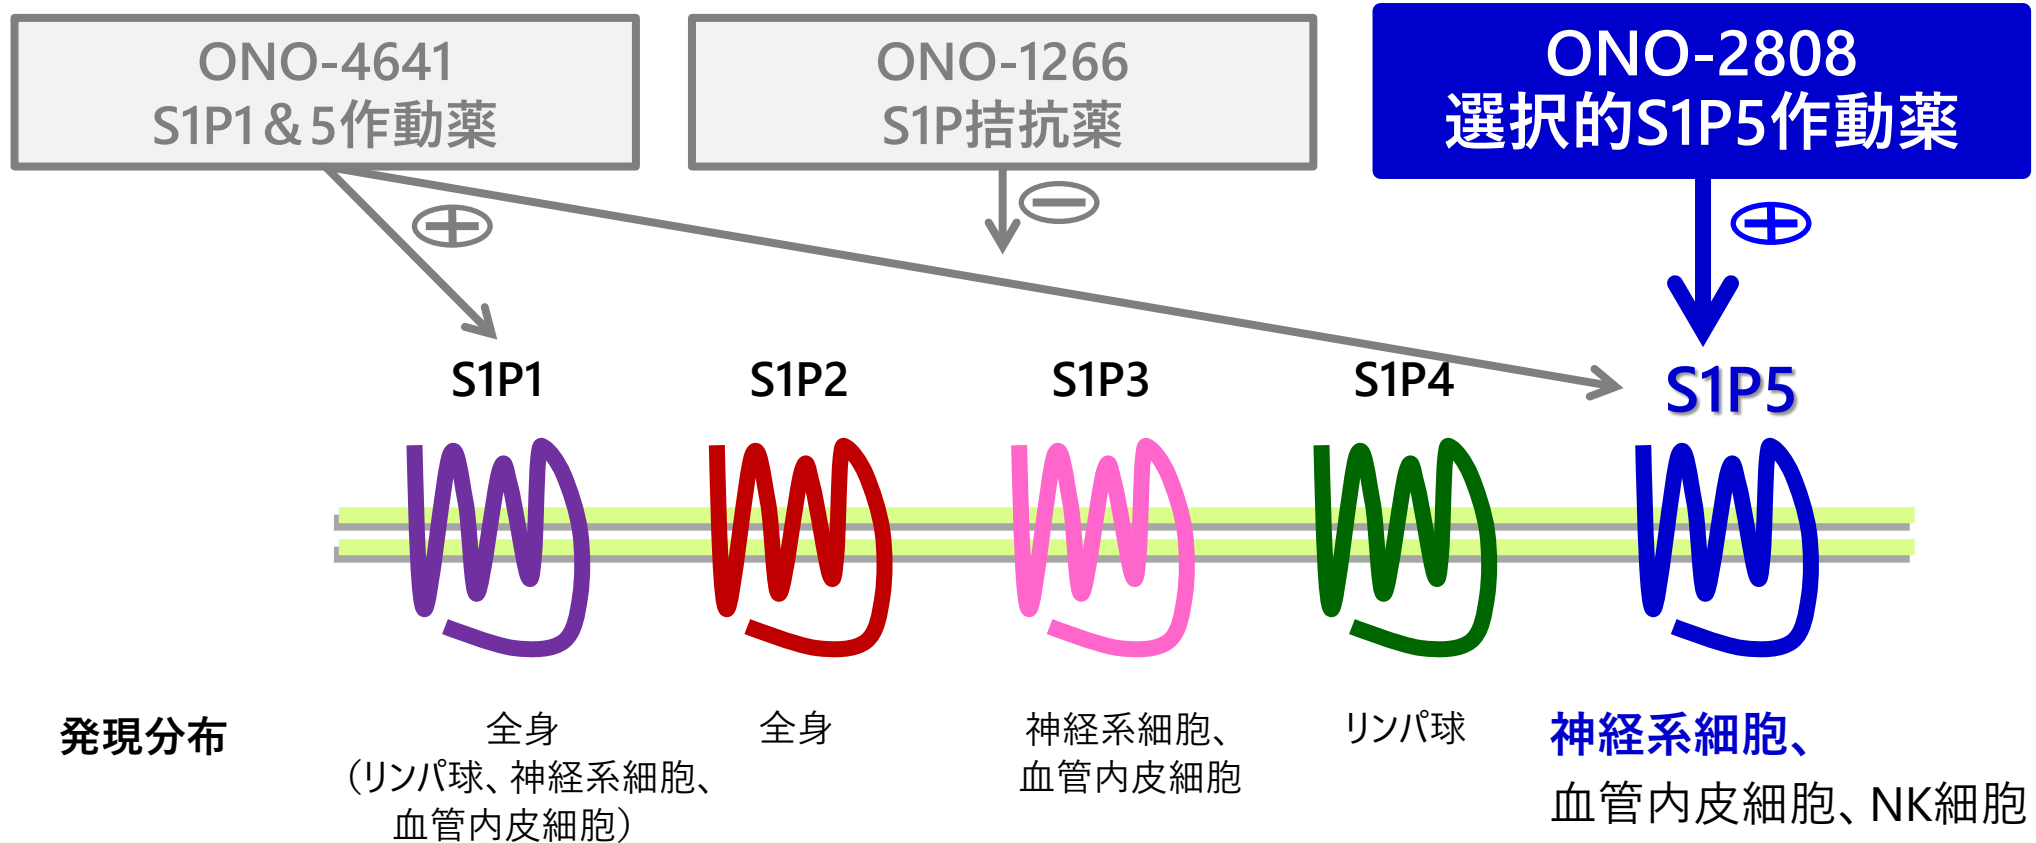 ONO-4641
S1P1＆5作動薬
ONO-1266
S1P拮抗薬
ONO-2808
選択的S1P5作動薬
S1P1
S1P2
S1P3
S1P4
S1P5
発現分布
全身
（リンパ球、神経系細胞、
血管内皮細胞）
全身
神経系細胞、
血管内皮細胞
リンパ球
神経系細胞、
血管内皮細胞、NK細胞